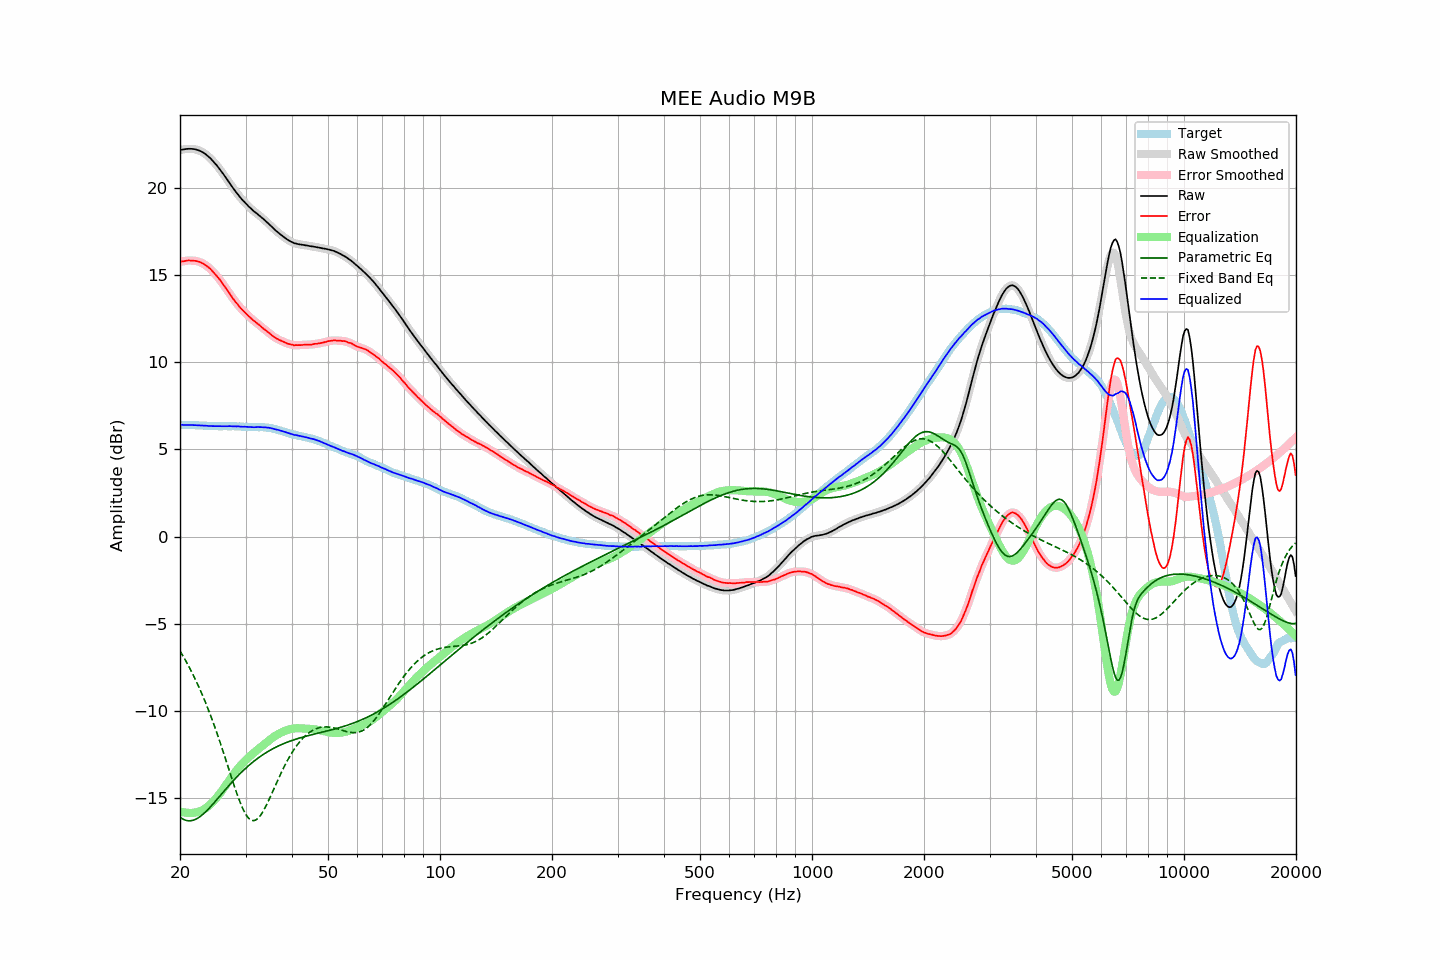 MEE Audio M9B
Target
Raw Smoothed
Error Smoothed
Raw
Error
Equalization
Parametric Eq
Fixed Band Eq
Equalized
20
15
10
5
0
−5
−10
−15
Amplitude (dBr)
20 50 100 200 500 1000 2000 5000 10000 20000
Frequency (Hz)